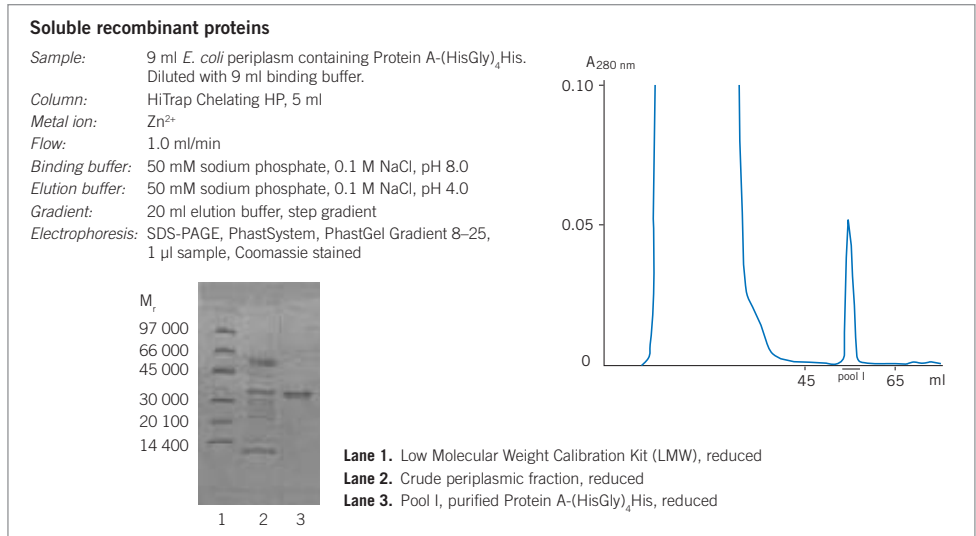 Soluble recombinant proteins
Sample: 9 ml E. coli periplasm containing Protein A-(HisGly)₄His.
Diluted with 9 ml binding buffer.
Column: HiTrap Chelating HP, 5 ml
Metal ion: Zn²⁺
Flow: 1.0 ml/min
Binding buffer: 50 mM sodium phosphate, 0.1 M NaCl, pH 8.0
Elution buffer: 50 mM sodium phosphate, 0.1 M NaCl, pH 4.0
Gradient: 20 ml elution buffer, step gradient
Electrophoresis: SDS-PAGE, PhastSystem, PhastGel Gradient 8–25,
1 µl sample, Coomassie stained
A280 nm
0.10
0.05
0
45 pool I 65 ml
Mr
97 000
66 000
45 000
30 000
20 100
14 400
1 2 3
Lane 1. Low Molecular Weight Calibration Kit (LMW), reduced
Lane 2. Crude periplasmic fraction, reduced
Lane 3. Pool I, purified Protein A-(HisGly)₄His, reduced